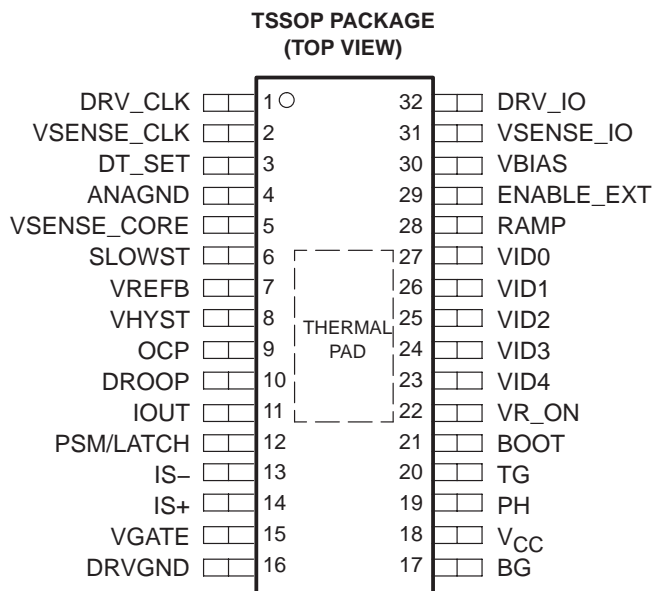 TSSOP PACKAGE
(TOP VIEW)
DRV_CLK 1 32 DRV_IO
VSENSE_CLK 2 31 VSENSE_IO
DT_SET 3 30 VBIAS
ANAGND 4 29 ENABLE_EXT
VSENSE_CORE 5 28 RAMP
SLOWST 6 27 VID0
VREFB 7 26 VID1
VHYST 8 25 VID2
OCP 9 24 VID3
DROOP 10 23 VID4
IOUT 11 22 VR_ON
PSM/LATCH 12 21 BOOT
IS– 13 20 TG
IS+ 14 19 PH
VGATE 15 18 VCC
DRVGND 16 17 BG
THERMAL
PAD